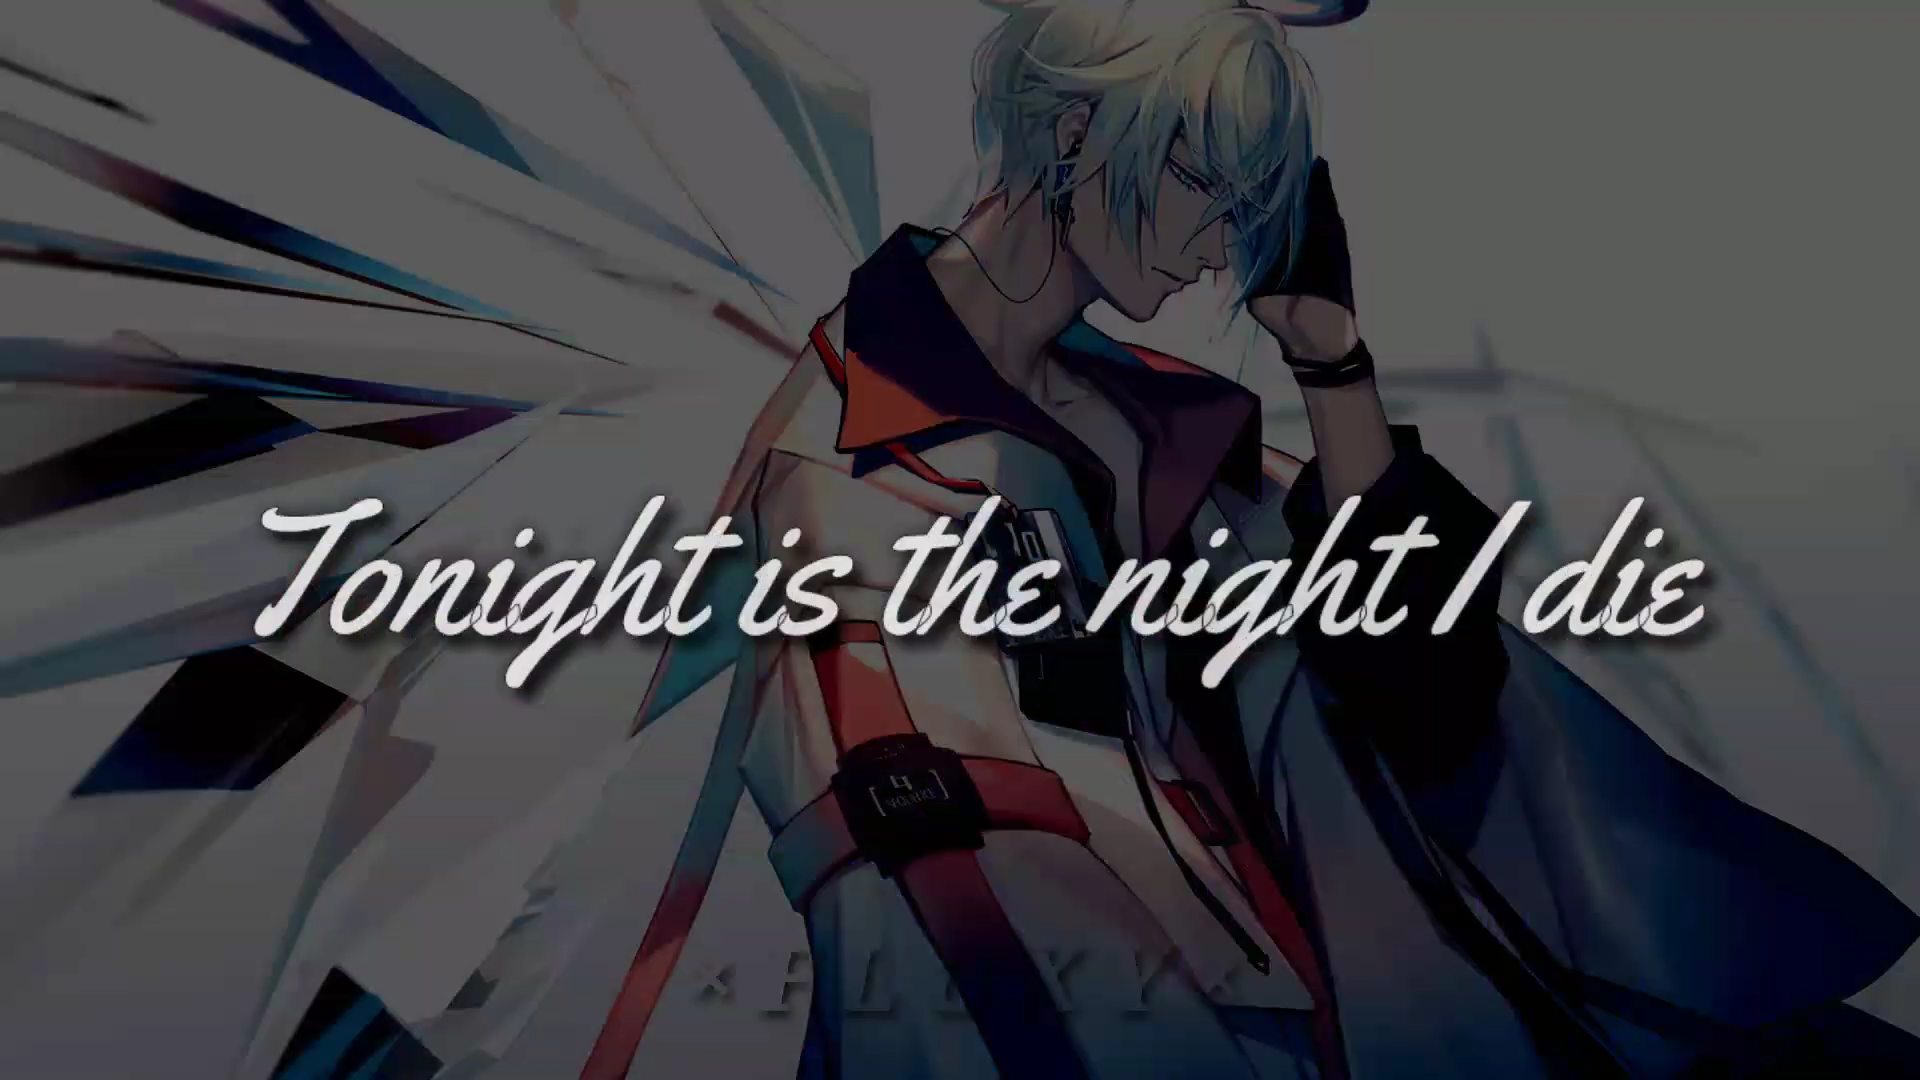 Tonight is the night I die
× F L U X Y ×